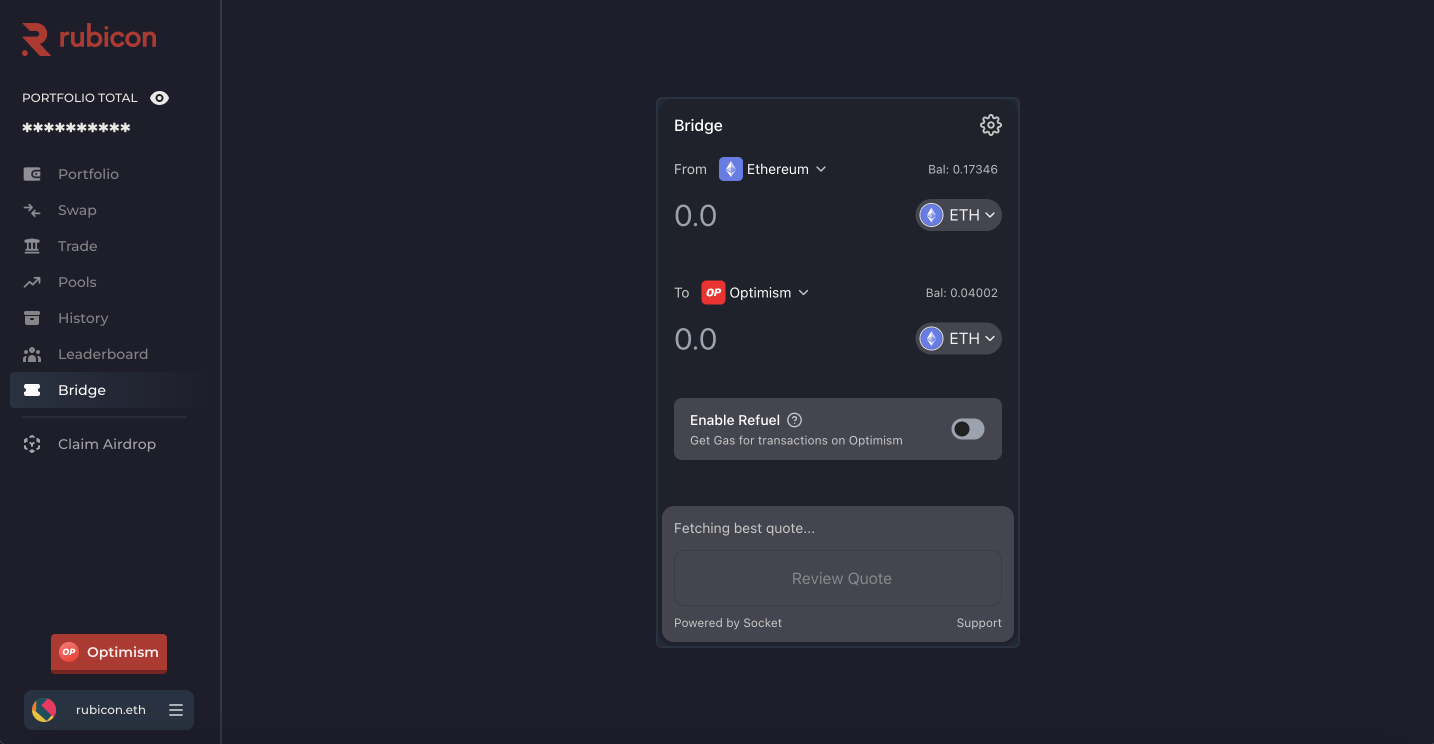 rubicon
PORTFOLIO TOTAL
**********
Portfolio
Swap
Trade
Pools
History
Leaderboard
Bridge
Claim Airdrop
OP Optimism
rubicon.eth
Bridge
From Ethereum Bal: 0.17346
0.0 ETH
To OP Optimism Bal: 0.04002
0.0 ETH
Enable Refuel ?
Get Gas for transactions on Optimism
Fetching best quote...
Review Quote
Powered by Socket Support